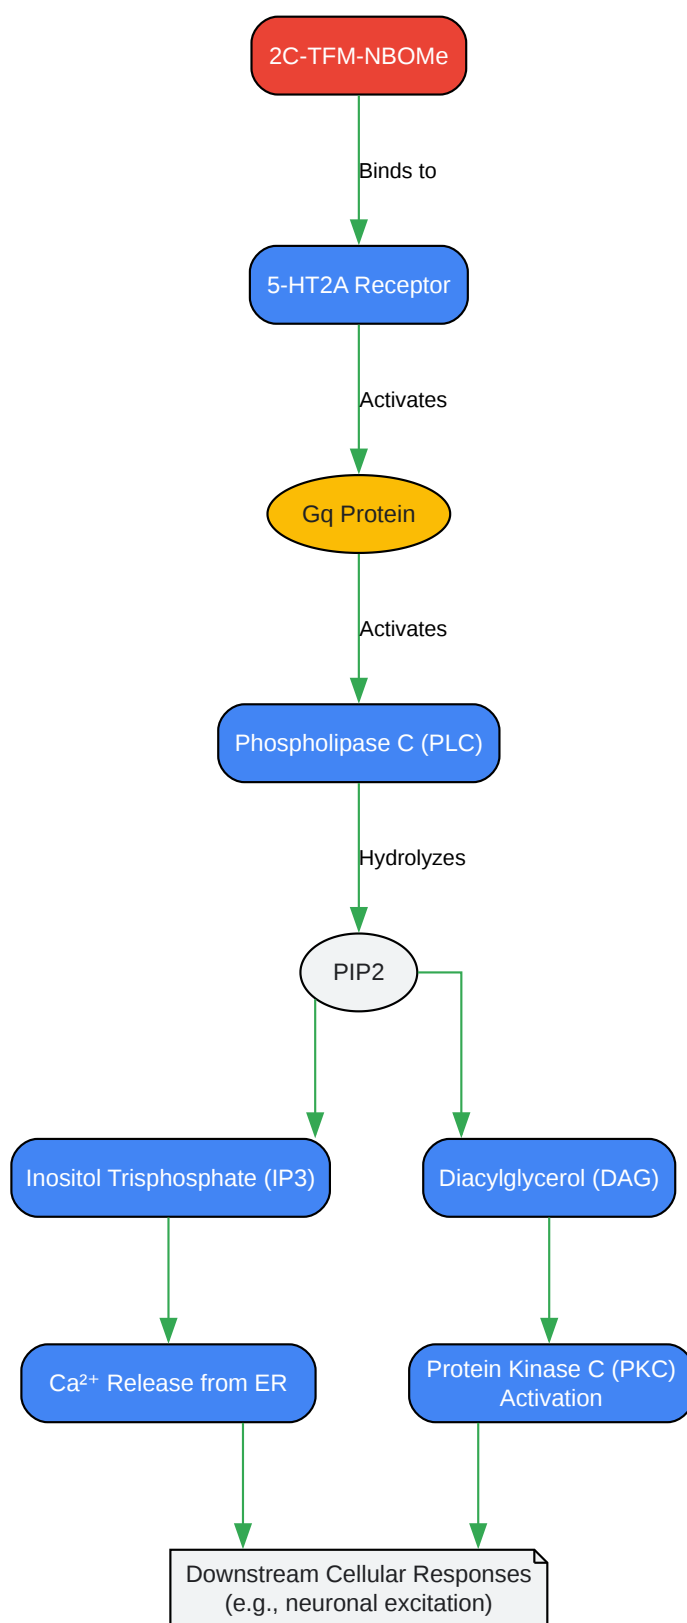 2C-TFM-NBOMe
Binds to
5-HT2A Receptor
Activates
Gq Protein
Activates
Phospholipase C (PLC)
Hydrolyzes
PIP2
Inositol Trisphosphate (IP3)
Diacylglycerol (DAG)
Ca²⁺ Release from ER
Protein Kinase C (PKC)
Activation
Downstream Cellular Responses
(e.g., neuronal excitation)